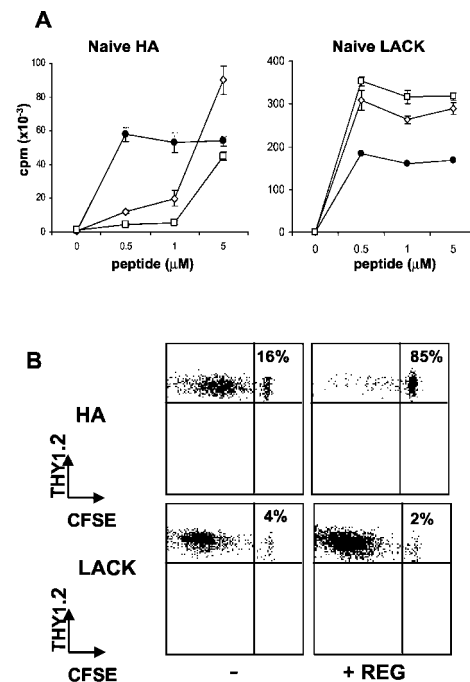 A
Naive HA
Naive LACK
cpm (x10⁻³)
100
80
60
40
20
0
0
0.5
1
5
peptide (μM)
400
300
200
100
0
0
0.5
1
5
peptide (μM)
B
16%
85%
HA
THY1.2
CFSE
4%
2%
LACK
THY1.2
CFSE
-
+ REG